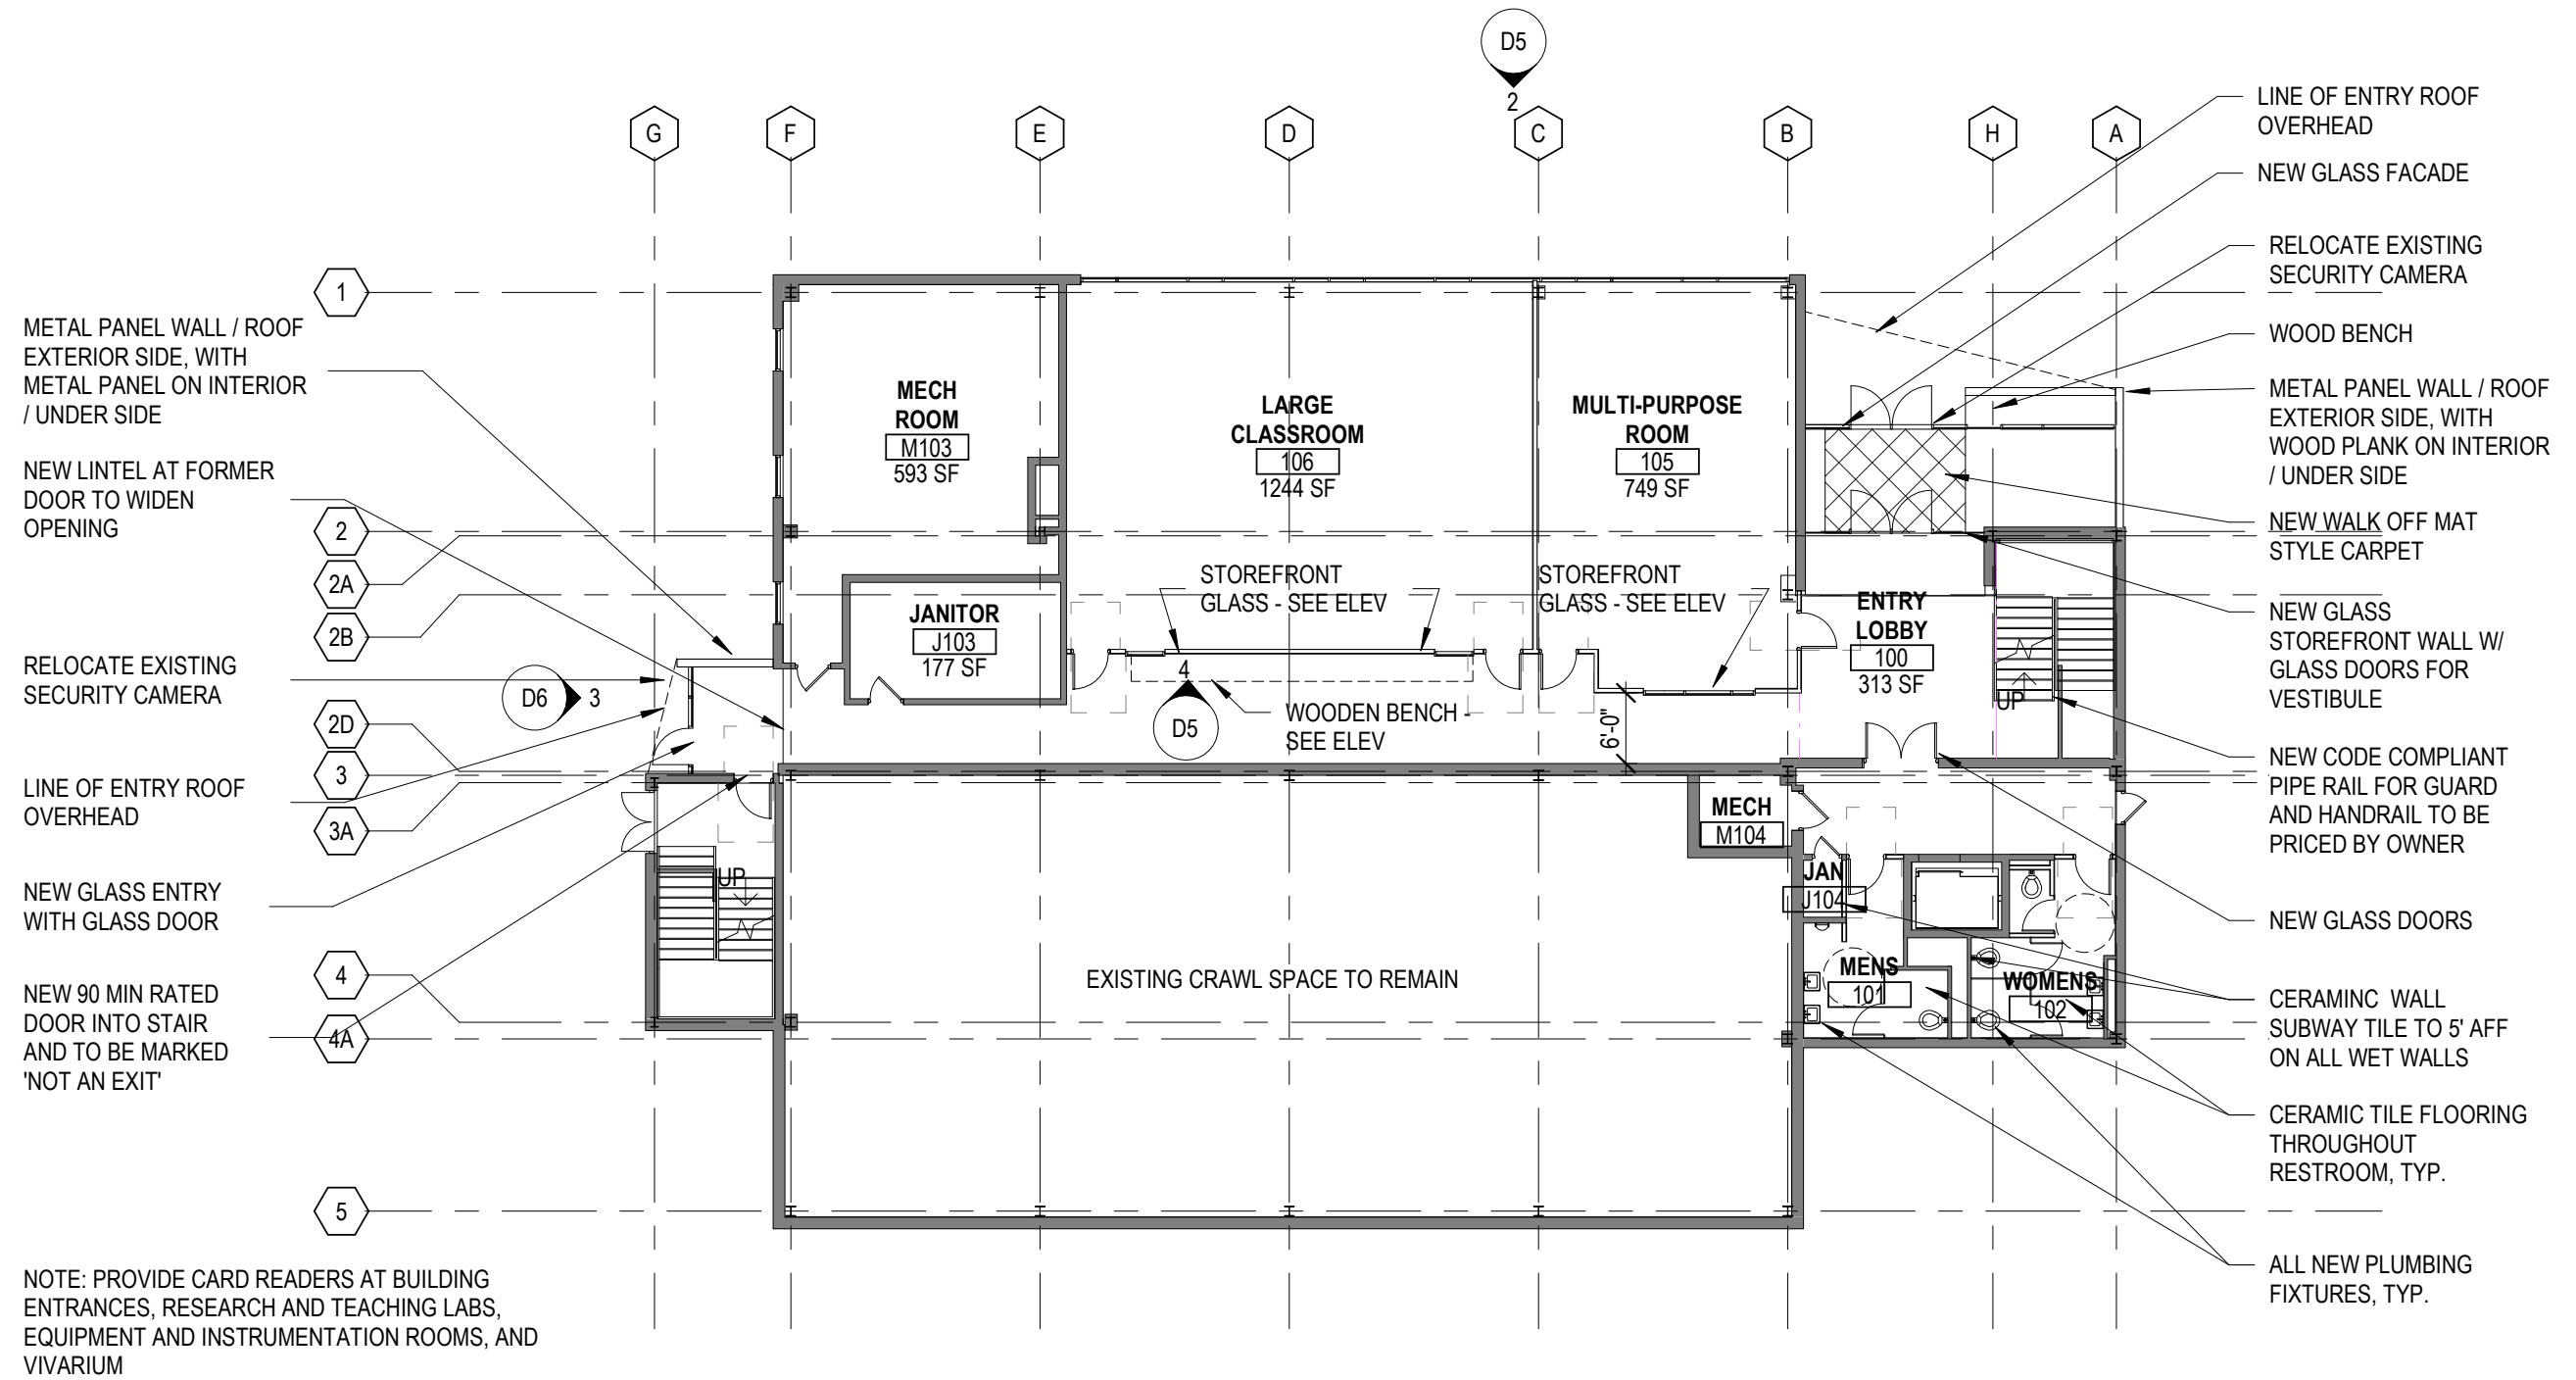 D5
2
G
F
E
D
C
B
H
A
1
2
2A
2B
2D
3
3A
4
4A
5
METAL PANEL WALL / ROOF
EXTERIOR SIDE, WITH
METAL PANEL ON INTERIOR
/ UNDER SIDE
NEW LINTEL AT FORMER
DOOR TO WIDEN
OPENING
RELOCATE EXISTING
SECURITY CAMERA
LINE OF ENTRY ROOF
OVERHEAD
NEW GLASS ENTRY
WITH GLASS DOOR
NEW 90 MIN RATED
DOOR INTO STAIR
AND TO BE MARKED
'NOT AN EXIT'
D6
3
MECH
ROOM
M103
593 SF
JANITOR
J103
177 SF
LARGE
CLASSROOM
106
1244 SF
MULTI-PURPOSE
ROOM
105
749 SF
STOREFRONT
GLASS - SEE ELEV
STOREFRONT
GLASS - SEE ELEV
4
D5
WOODEN BENCH -
SEE ELEV
6'-0"
ENTRY
LOBBY
100
313 SF
UP
UP
MECH
M104
JAN
J104
MENS
101
WOMENS
102
EXISTING CRAWL SPACE TO REMAIN
LINE OF ENTRY ROOF
OVERHEAD
NEW GLASS FACADE
RELOCATE EXISTING
SECURITY CAMERA
WOOD BENCH
METAL PANEL WALL / ROOF
EXTERIOR SIDE, WITH
WOOD PLANK ON INTERIOR
/ UNDER SIDE
NEW WALK OFF MAT
STYLE CARPET
NEW GLASS
STOREFRONT WALL W/
GLASS DOORS FOR
VESTIBULE
NEW CODE COMPLIANT
PIPE RAIL FOR GUARD
AND HANDRAIL TO BE
PRICED BY OWNER
NEW GLASS DOORS
CERAMINC WALL
SUBWAY TILE TO 5' AFF
ON ALL WET WALLS
CERAMIC TILE FLOORING
THROUGHOUT
RESTROOM, TYP.
ALL NEW PLUMBING
FIXTURES, TYP.
NOTE: PROVIDE CARD READERS AT BUILDING
ENTRANCES, RESEARCH AND TEACHING LABS,
EQUIPMENT AND INSTRUMENTATION ROOMS, AND
VIVARIUM